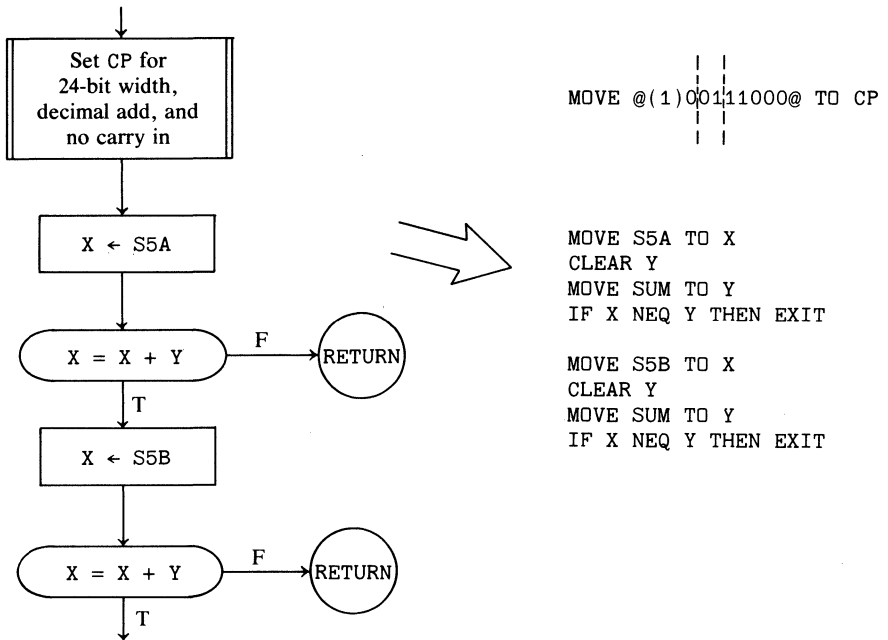 Set CP for
24-bit width,
decimal add, and
no carry in
X ← S5A
X = X + Y
F
RETURN
T
X ← S5B
X = X + Y
F
RETURN
T
MOVE @(1)00111000@ TO CP
MOVE S5A TO X
CLEAR Y
MOVE SUM TO Y
IF X NEQ Y THEN EXIT
MOVE S5B TO X
CLEAR Y
MOVE SUM TO Y
IF X NEQ Y THEN EXIT